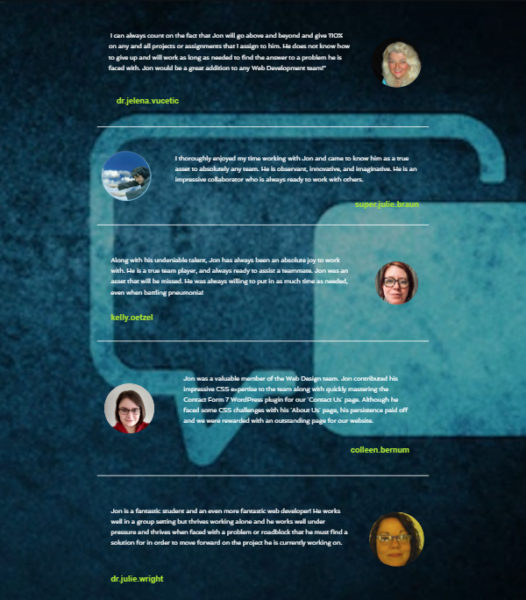 I can always count on the fact that Jon will go above and beyond and give 110%
on any and all projects or assignments that I assign to him. He does not know how
to give up and will work as long as needed to find the answer to a problem he is
faced with. Jon would be a great addition to any Web Development team!"
dr.jelena.vucetic
I thoroughly enjoyed my time working with Jon and came to know him as a true
asset to absolutely any team. He is observant, innovative, and imaginative. He is an
impressive collaborator who is always ready to work with others.
super.julie.braun
Along with his undeniable talent, Jon has always been an absolute joy to work
with. He is a true team player, and always ready to assist a teammate. Jon was an
asset that will be missed. He was always willing to put in as much time as needed,
even when battling pneumonia!
kelly.oetzel
Jon was a valuable member of the Web Design team. Jon contributed his
impressive CSS expertise to the team along with quickly mastering the
Contact Form 7 WordPress plugin for our 'Contact Us' page. Although he
faced some CSS challenges with his 'About Us' page, his persistence paid off
and we were rewarded with an outstanding page for our website.
colleen.bernum
Jon is a fantastic student and an even more fantastic web developer! He works
well in a group setting but thrives working alone and he works well under
pressure and thrives when faced with a problem or roadblock that he must find a
solution for in order to move forward on the project he is currently working on.
dr.julie.wright